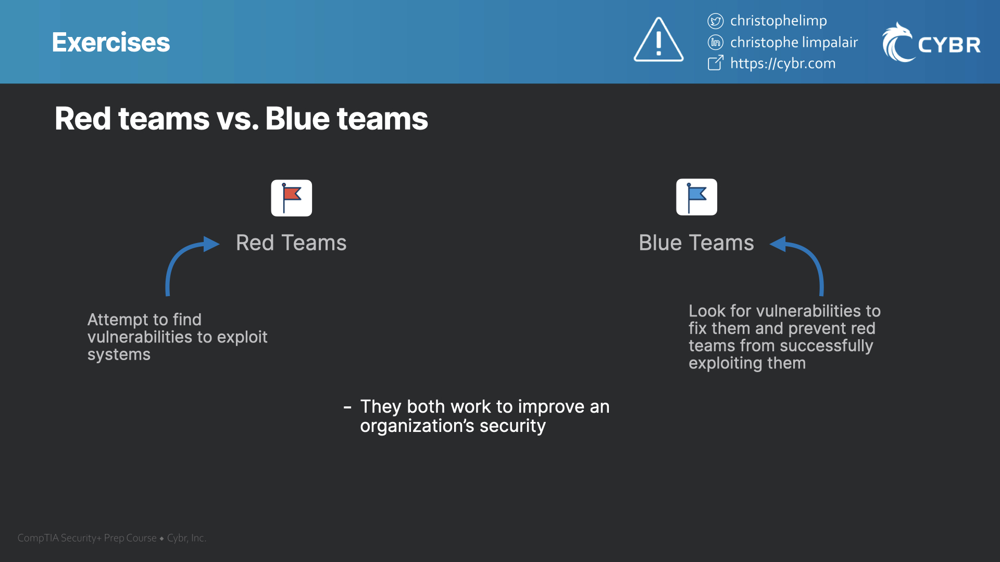 Exercises
christophelimp
christophe limpalair
https://cybr.com
CYBR
Red teams vs. Blue teams
Red Teams
Blue Teams
Attempt to find
vulnerabilities to exploit
systems
Look for vulnerabilities to
fix them and prevent red
teams from successfully
exploiting them
- They both work to improve an
organization’s security
CompTIA Security+ Prep Course ◆ Cybr, Inc.